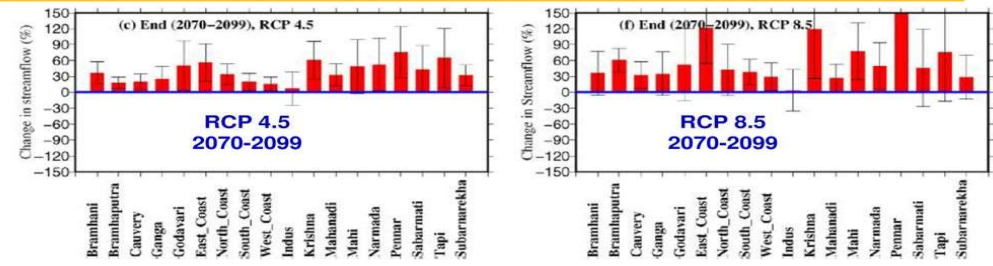 (c) End (2070−2099), RCP 4.5
Change in streamflow (%)
150
120
90
60
30
0
−30
−60
−90
−120
−150
RCP 4.5
2070-2099
Bramhani
Bramhaputra
Cauvery
Ganga
Godavari
East_Coast
North_Coast
South_Coast
West_Coast
Indus
Krishna
Mahanadi
Mahi
Narmada
Pennar
Sabarmati
Tapi
Subarnarekha
(f) End (2070−2099), RCP 8.5
Change in Streamflow (%)
150
120
90
60
30
0
−30
−60
−90
−120
−150
RCP 8.5
2070-2099
Bramhani
Bramhaputra
Cauvery
Ganga
Godavari
East_Coast
North_Coast
South_Coast
West_Coast
Indus
Krishna
Mahanadi
Mahi
Narmada
Pennar
Sabarmati
Tapi
Subarnarekha